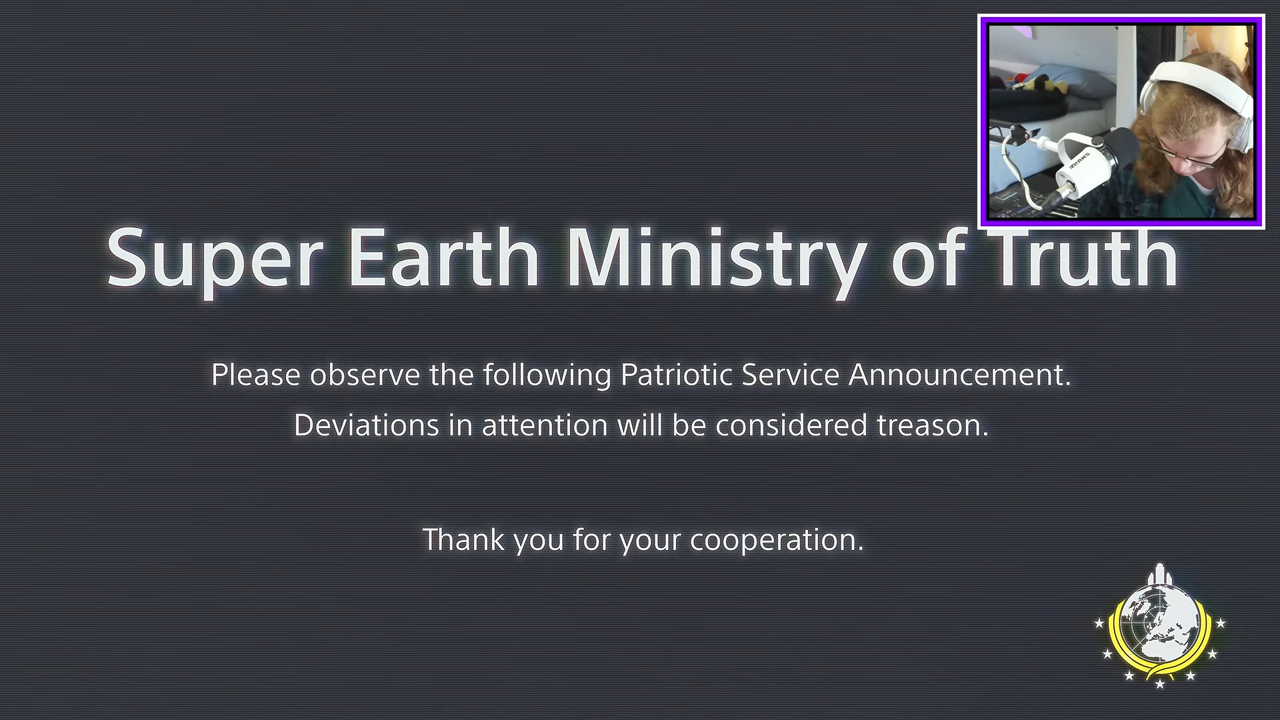 Super Earth Ministry of Truth
Please observe the following Patriotic Service Announcement.
Deviations in attention will be considered treason.
Thank you for your cooperation.